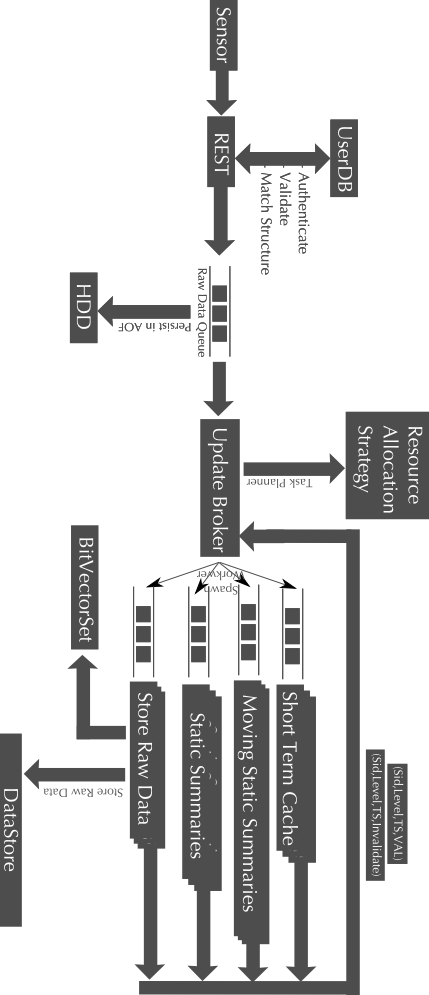 Sensor
REST
UserDB
- Authenticate
- Validate
- Match Structure
Raw Data Queue
HDD
Persist in AOF
Update Broker
Resource
Allocation
Strategy
Task Planner
Spawn
Workwer
BitVectorSet
Short Term Cache
Moving Static Summaries
Static Summaries
Store Raw Data
Store Raw Data
DataStore
(Sid,Level,TS,VAL)
(Sid,Level,TS,Invalidate)